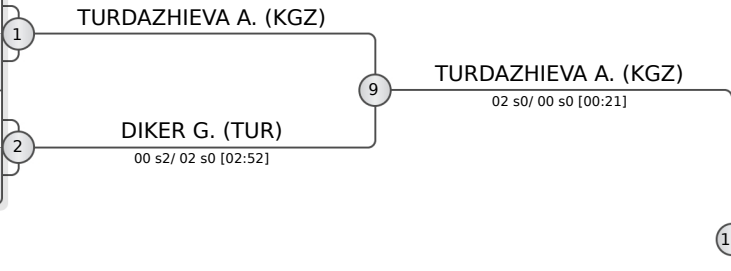 TURDAZHIEVA A. (KGZ)
1
9
TURDAZHIEVA A. (KGZ)
02 s0/ 00 s0 [00:21]
DIKER G. (TUR)
2
00 s2/ 02 s0 [02:52]